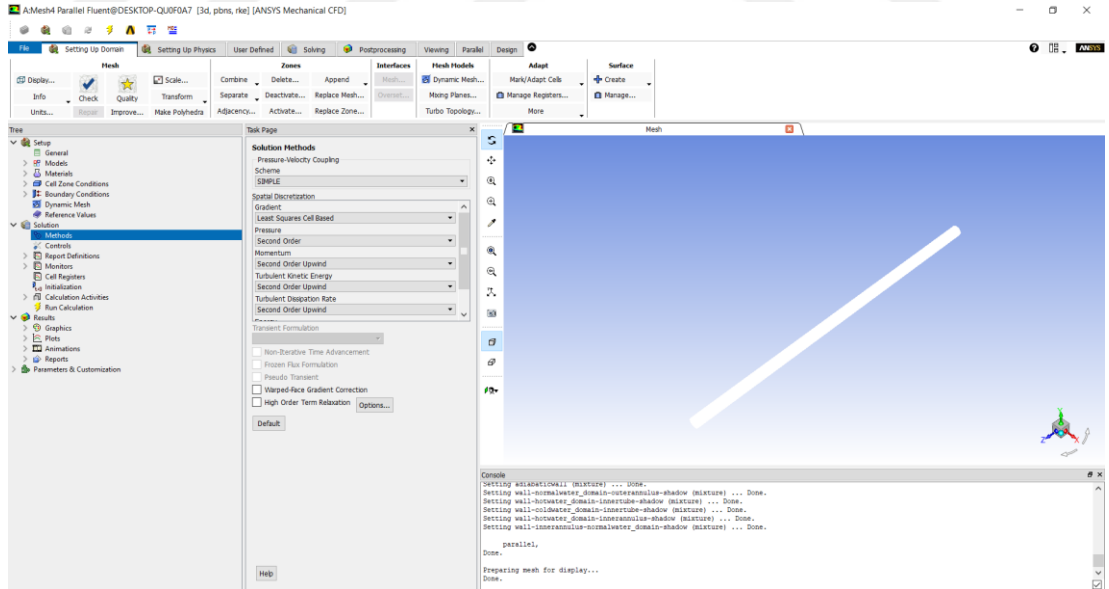 A:Mesh4 Parallel Fluent@DESKTOP-QU0F0A7 [3d, pbns, rke] [ANSYS Mechanical CFD]
File Setting Up Domain Setting Up Physics User Defined Solving Postprocessing Viewing Parallel Design ANSYS
Mesh Zones Interfaces Mesh Models Adapt Surface
Display... Scale... Combine Delete... Append Mesh... Dynamic Mesh... Mark/Adapt Cells Create
Info Check Quality Transform Separate Deactivate... Replace Mesh... Overset... Mixing Planes... Manage Registers... Manage...
Units... Repair Improve... Make Polyhedra Adjacency... Activate... Replace Zone... Turbo Topology... More
Tree
Setup
General
Models
Materials
Cell Zone Conditions
Boundary Conditions
Dynamic Mesh
Reference Values
Solution
Methods
Controls
Report Definitions
Monitors
Cell Registers
Initialization
Calculation Activities
Run Calculation
Results
Graphics
Plots
Animations
Reports
Parameters & Customization
Task Page
Solution Methods
Pressure-Velocity Coupling
Scheme
SIMPLE
Spatial Discretization
Gradient
Least Squares Cell Based
Pressure
Second Order
Momentum
Second Order Upwind
Turbulent Kinetic Energy
Second Order Upwind
Turbulent Dissipation Rate
Second Order Upwind
Transient Formulation
Non-Iterative Time Advancement
Frozen Flux Formulation
Pseudo Transient
Warped-Face Gradient Correction
High Order Term Relaxation Options...
Default
Help
Mesh
Y
Z X
Console
Setting adiabaticwall (mixture) ... Done.
Setting wall-normalwater_domain-outerannulus-shadow (mixture) ... Done.
Setting wall-hotwater_domain-innertube-shadow (mixture) ... Done.
Setting wall-coldwater_domain-innertube-shadow (mixture) ... Done.
Setting wall-hotwater_domain-innerannulus-shadow (mixture) ... Done.
Setting wall-innerannulus-normalwater_domain-shadow (mixture) ... Done.
parallel,
Done.
Preparing mesh for display...
Done.